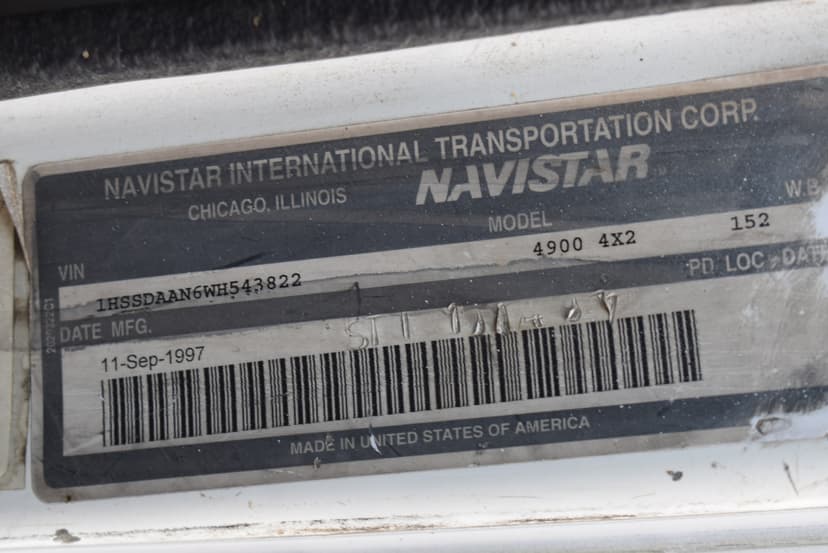 NAVISTAR INTERNATIONAL TRANSPORTATION CORP.
CHICAGO, ILLINOIS NAVISTAR
VIN MODEL W.B.
1HSSDAAN6WH543822 4900 4X2 152
DATE MFG. PD. LOC - DATE
11-Sep-1997
MADE IN UNITED STATES OF AMERICA